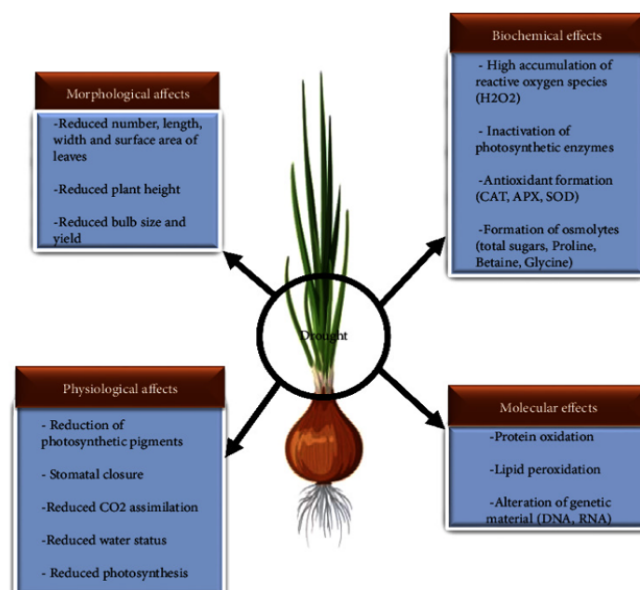 Morphological affects
-Reduced number, length,
width and surface area of
leaves
-Reduced plant height
-Reduced bulb size and
yield
Biochemical effects
- High accumulation of
reactive oxygen species
(H2O2)
- Inactivation of
photosynthetic enzymes
-Antioxidant formation
(CAT, APX, SOD)
-Formation of osmolytes
(total sugars, Proline,
Betaine, Glycine)
Drought
Physiological affects
- Reduction of
photosynthetic pigments
- Stomatal closure
-Reduced CO2 assimilation
-Reduced water status
- Reduced photosynthesis
Molecular effects
-Protein oxidation
-Lipid peroxidation
-Alteration of genetic
material (DNA, RNA)